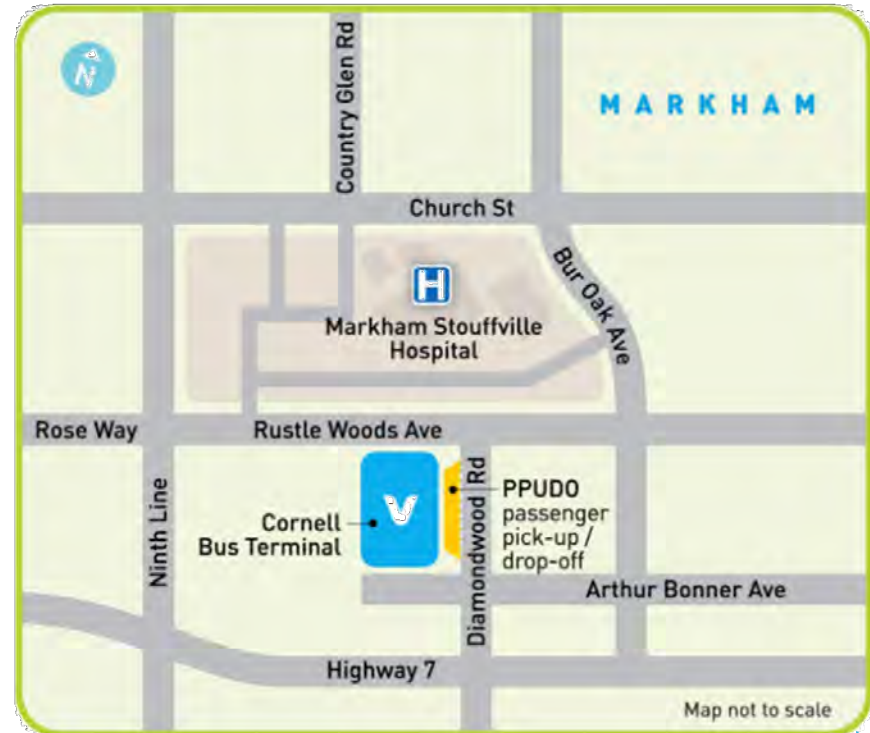 N
Country Glen Rd
MARKHAM
Church St
H
Bur Oak Ave
Markham Stouffville
Hospital
Rose Way
Rustle Woods Ave
Ninth Line
Cornell
Bus Terminal
Diamondwood Rd
PPUDO
passenger
pick-up /
drop-off
Arthur Bonner Ave
Highway 7
Map not to scale